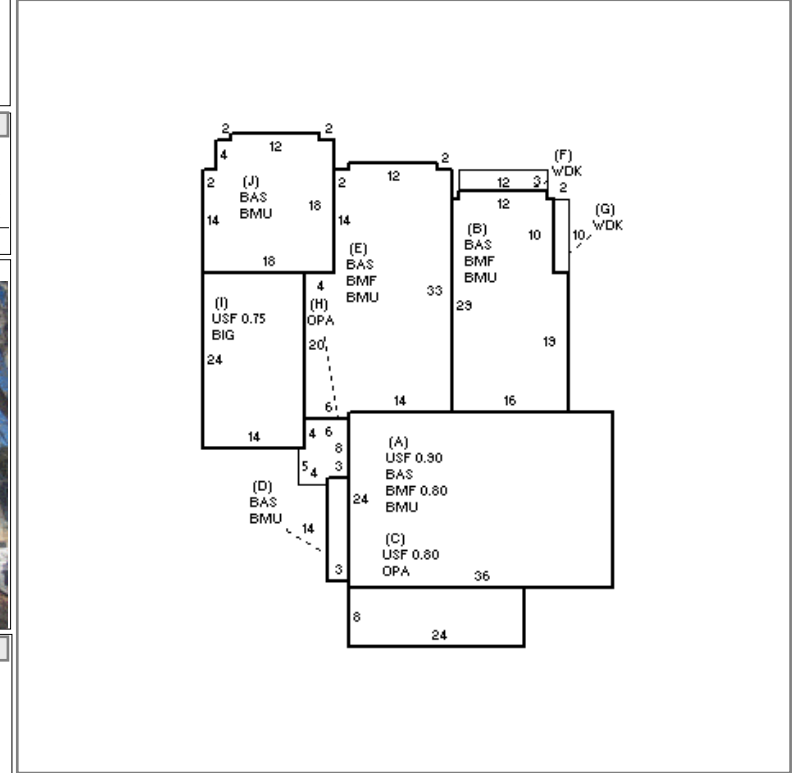 2
2
4
12
2
2
12
(F)
WDK
12
3
2
2
(J)
BAS
BMU
12
(G)
WDK
18
14
14
(B)
BAS
BMF
BMU
10
10
(E)
BAS
BMF
BMU
18
4
33
29
(I)
USF 0.75
BIG
(H)
OPA
20
19
24
6
14
16
14
4
6
8
(A)
USF 0.90
BAS
BMF 0.80
BMU
5
4
3
24
(D)
BAS
BMU
14
(C)
USF 0.80
OPA
3
36
8
24